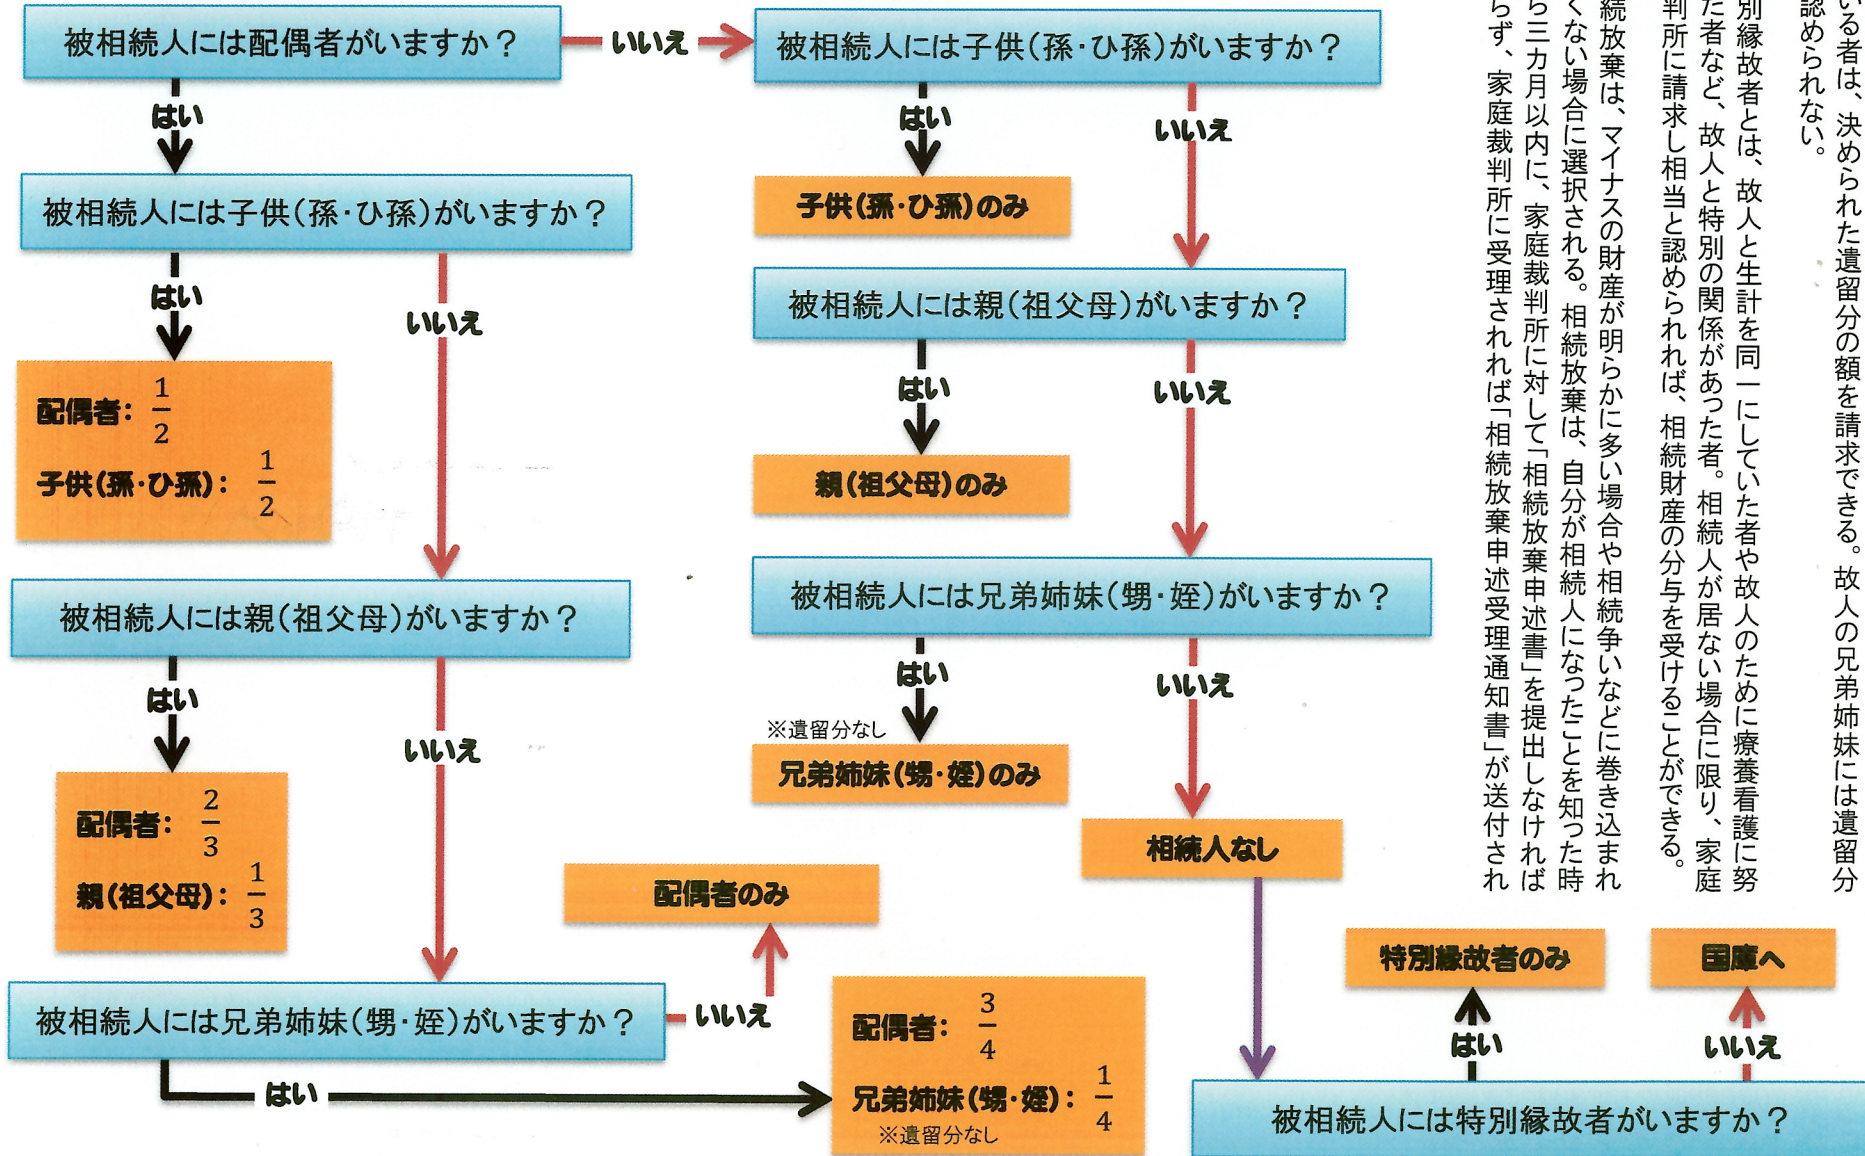 被相続人には配偶者がいますか？
いいえ
被相続人には子供(孫・ひ孫)がいますか？
はい
はい
いいえ
被相続人には子供(孫・ひ孫)がいますか？
子供(孫・ひ孫)のみ
はい
いいえ
被相続人には親(祖父母)がいますか？
はい
いいえ
配偶者： 1/2
子供(孫・ひ孫)： 1/2
親(祖父母)のみ
被相続人には親(祖父母)がいますか？
被相続人には兄弟姉妹(甥・姪)がいますか？
はい
いいえ
はい
いいえ
※遺留分なし
兄弟姉妹(甥・姪)のみ
配偶者： 2/3
親(祖父母)： 1/3
相続人なし
配偶者のみ
特別縁故者のみ
国庫へ
被相続人には兄弟姉妹(甥・姪)がいますか？
いいえ
はい
配偶者： 3/4
兄弟姉妹(甥・姪)： 1/4
※遺留分なし
はい
いいえ
被相続人には特別縁故者がいますか？
いる者は、決められた遺留分の額を請求できる。故人の兄弟姉妹には遺留分
認められない。
別縁故者とは、故人と生計を同一にしていた者や故人のために療養看護に努
た者など、故人と特別の関係があった者。相続人が居ない場合に限り、家庭
判所に請求し相当と認められれば、相続財産の分与を受けることができる。
続放棄は、マイナスの財産が明らかに多い場合や相続争いなどに巻き込まれ
くない場合に選択される。相続放棄は、自分が相続人になったことを知った時
ら三カ月以内に、家庭裁判所に対して「相続放棄申述書」を提出しなければ
らず、家庭裁判所に受理されれば「相続放棄申述受理通知書」が送付され